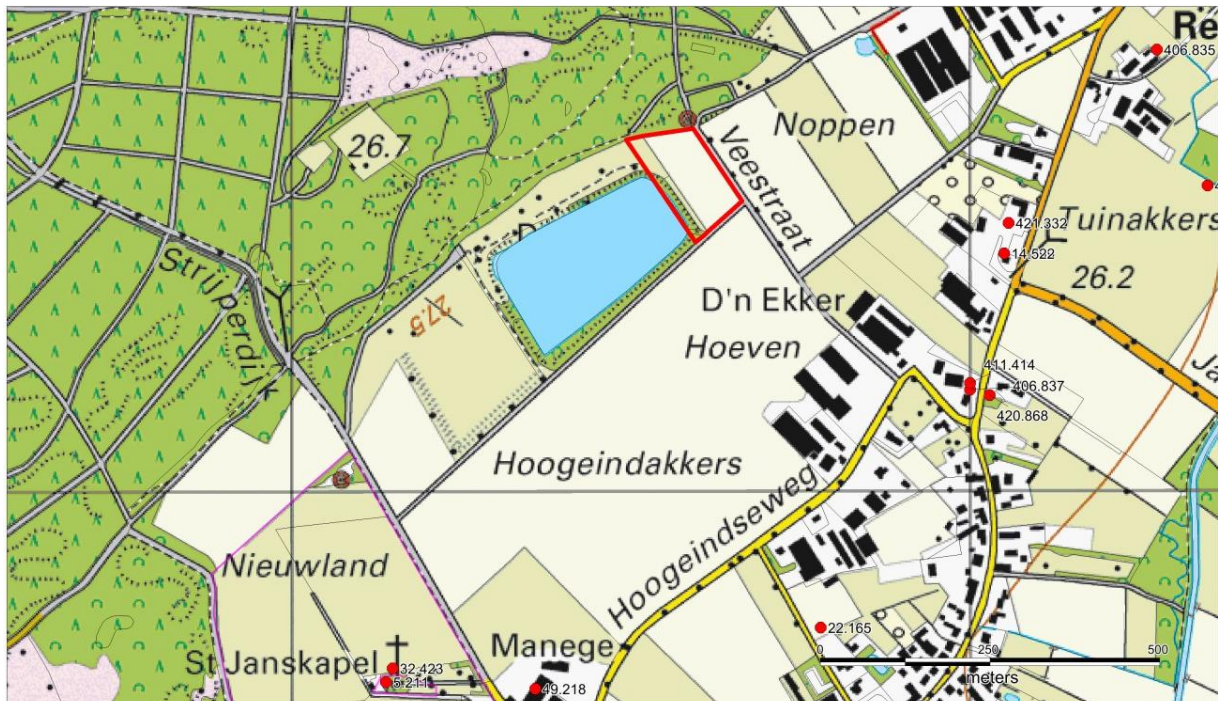 Re
406.835
Noppen
26.7
Veestraat
421.332
Tuinakkers
14.522
26.2
Strijperdijk
27.5
D'n Ekker
Hoeven
411.414
406.837
420.868
Hoogeindakkers
Hoogeindseweg
Nieuwland
22.165
St Janskapel
32.423
5.211
Manege
49.218
0
250
500
meters